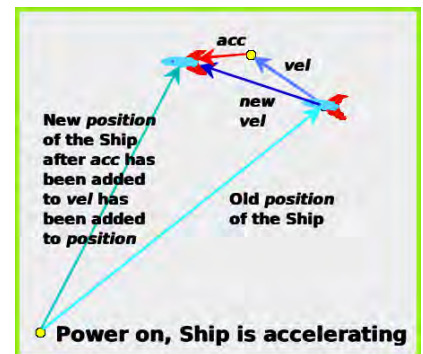 acc
vel
new
vel
New position
of the Ship
after acc has
been added
to vel has
been added
to position
Old position
of the Ship
Power on, Ship is accelerating